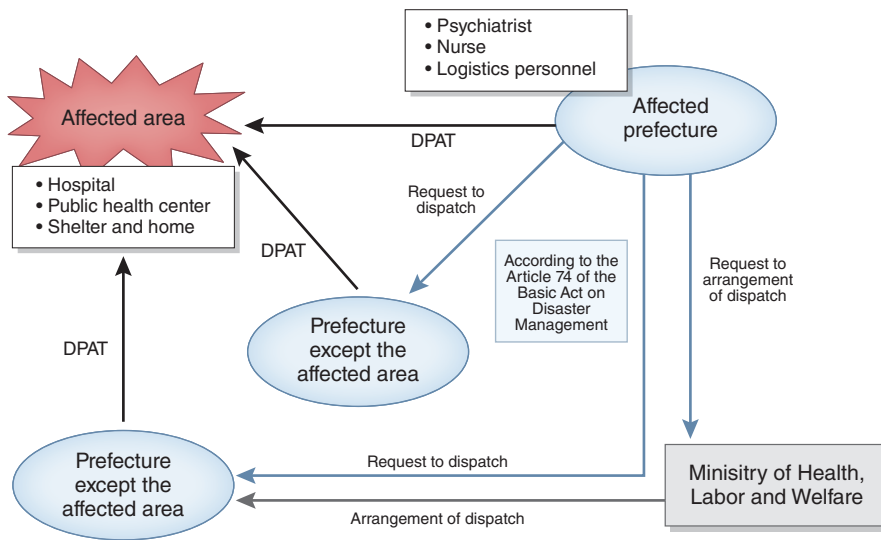 • Psychiatrist
• Nurse
• Logistics personnel
Affected
prefecture
Affected area
DPAT
• Hospital
• Public health center
• Shelter and home
Request to
dispatch
DPAT
According to the
Article 74 of the
Basic Act on
Disaster
Management
Request to
arrangement
of dispatch
Prefecture
except the
affected area
DPAT
Prefecture
except the
affected area
Request to dispatch
Minisitry of Health,
Labor and Welfare
Arrangement of dispatch